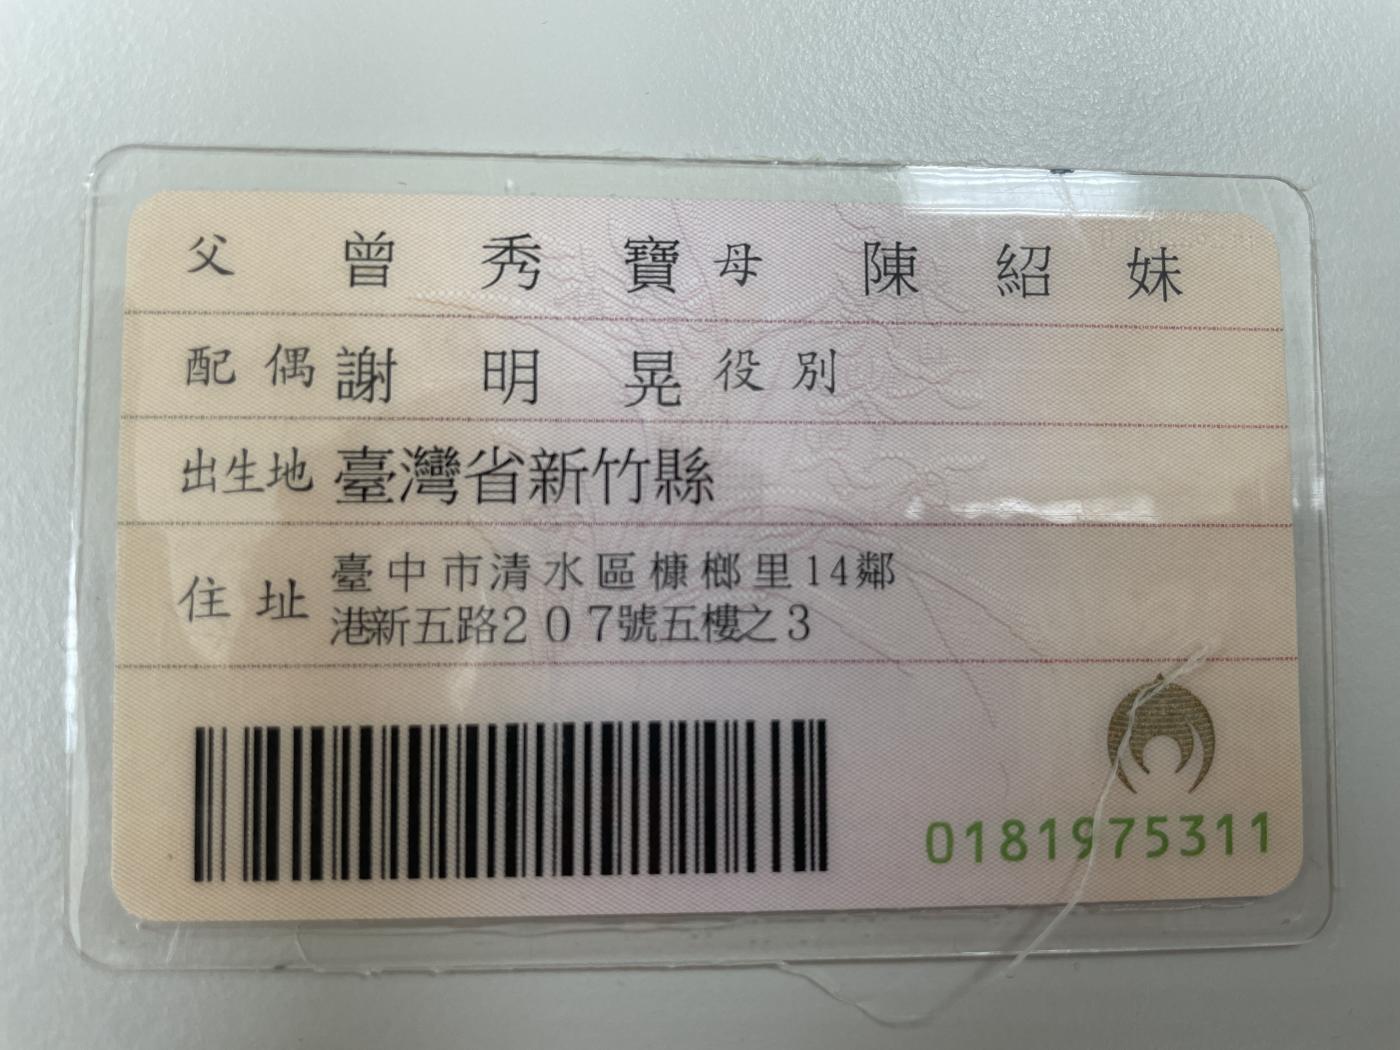 父 曾秀寶 母 陳紹妹
配偶 謝明晃 役別
出生地 臺灣省新竹縣
住址 臺中市清水區槺榔里14鄰
港新五路207號五樓之3
0181975311